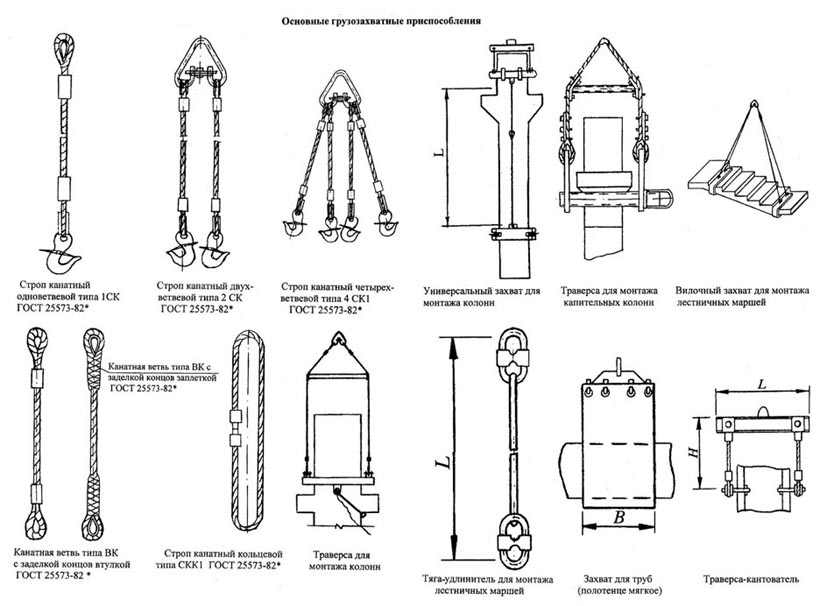 Основные грузозахватные приспособления
L
Строп канатный
одноветвевой типа 1СК
ГОСТ 25573-82*
Строп канатный двух-
ветвевой типа 2 СК
ГОСТ 25573-82*
Строп канатный четырех-
ветвевой типа 4 СК1
ГОСТ 25573-82*
Универсальный захват для
монтажа колонн
Траверса для монтажа
капительных колонн
Вилочный захват для монтажа
лестничных маршей
Канатная ветвь типа ВК с
заделкой концов заплеткой
ГОСТ 25573-82*
L
B
L
H
Канатная ветвь типа ВК
с заделкой концов втулкой
ГОСТ 25573-82 *
Строп канатный кольцевой
типа СКК1 ГОСТ 25573-82*
Траверса для
монтажа колонн
Тяга-удлинитель для монтажа
лестничных маршей
Захват для труб
(полотенце мягкое)
Траверса-кантователь